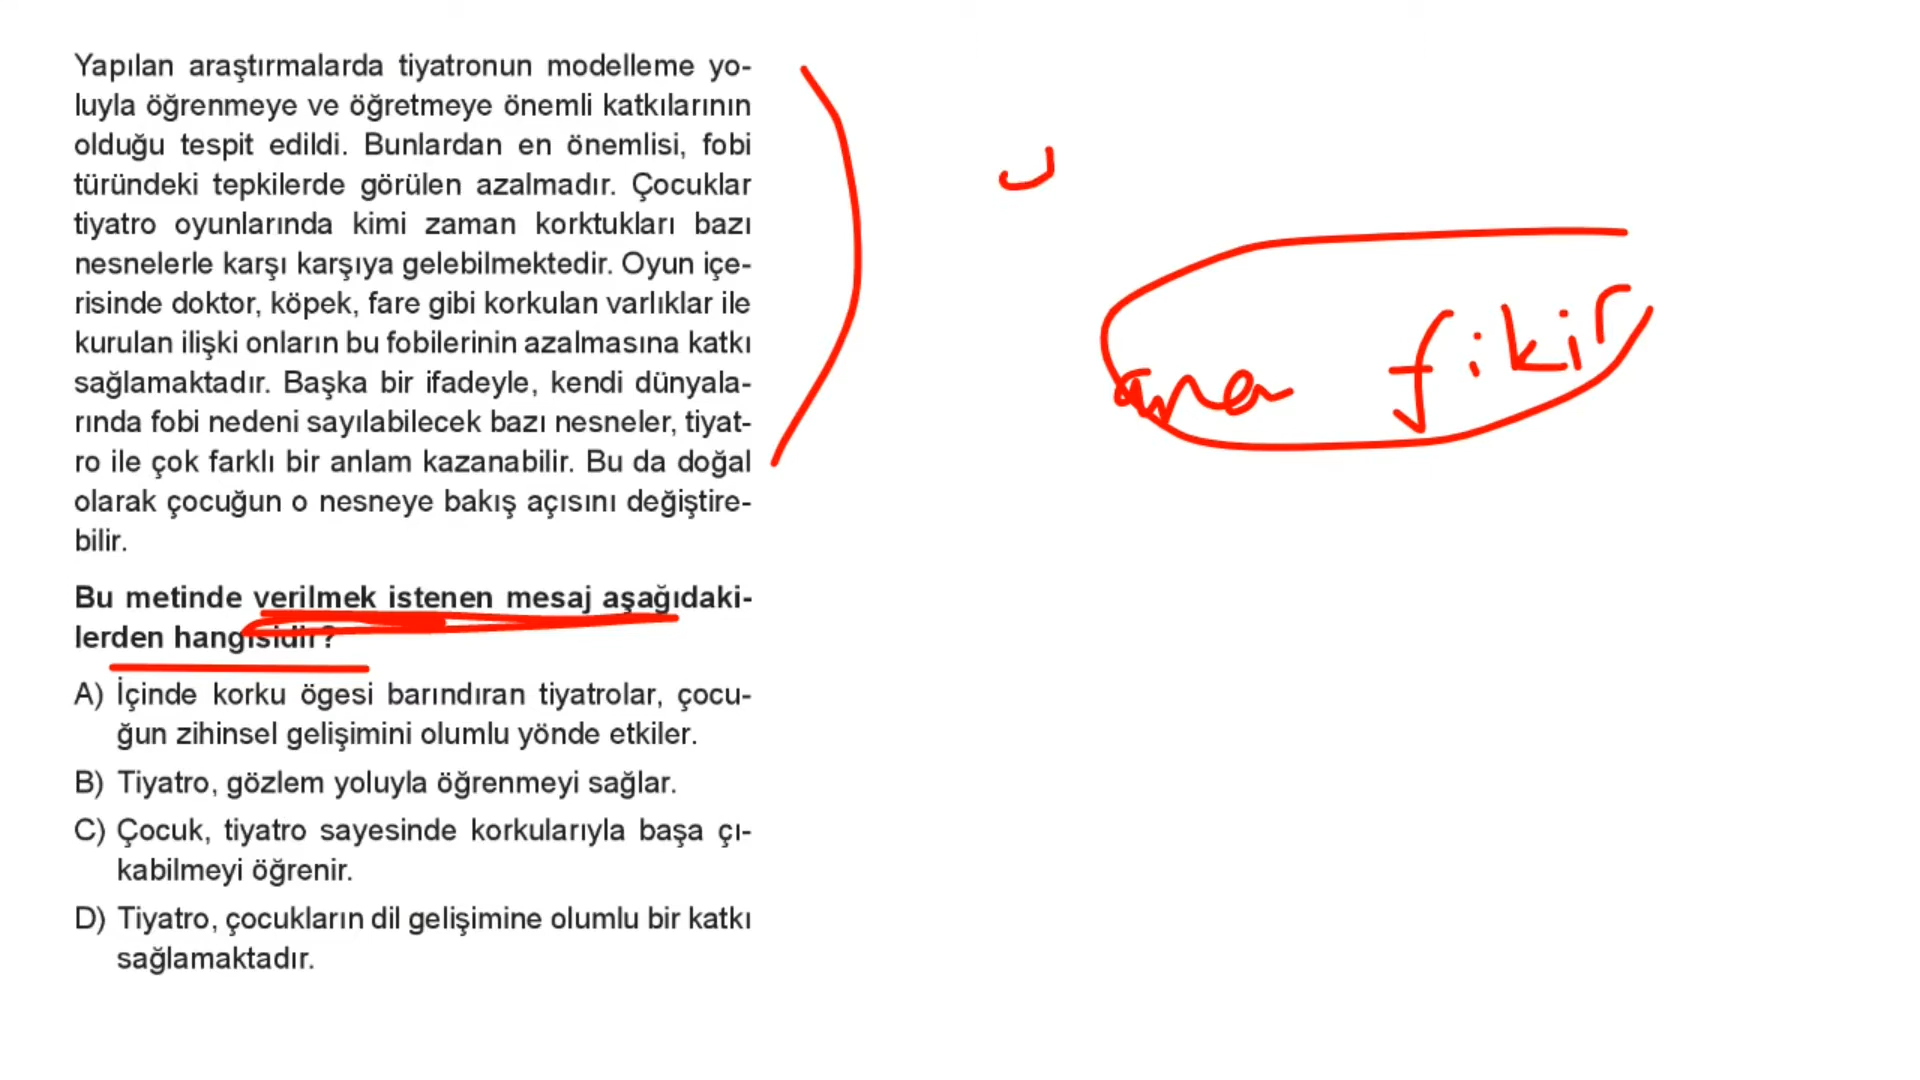 Yapılan araştırmalarda tiyatronun modelleme yo-
luyla öğrenmeye ve öğretmeye önemli katkılarının
olduğu tespit edildi. Bunlardan en önemlisi, fobi
türündeki tepkilerde görülen azalmadır. Çocuklar
tiyatro oyunlarında kimi zaman korktukları bazı
nesnelerle karşı karşıya gelebilmektedir. Oyun içe-
risinde doktor, köpek, fare gibi korkulan varlıklar ile
kurulan ilişki onların bu fobilerinin azalmasına katkı
sağlamaktadır. Başka bir ifadeyle, kendi dünyala-
rında fobi nedeni sayılabilecek bazı nesneler, tiyat-
ro ile çok farklı bir anlam kazanabilir. Bu da doğal
olarak çocuğun o nesneye bakış açısını değiştire-
bilir.
Bu metinde verilmek istenen mesaj aşağıdaki-
lerden hangisidir?
A) İçinde korku ögesi barındıran tiyatrolar, çocu-
ğun zihinsel gelişimini olumlu yönde etkiler.
B) Tiyatro, gözlem yoluyla öğrenmeyi sağlar.
C) Çocuk, tiyatro sayesinde korkularıyla başa çı-
kabilmeyi öğrenir.
D) Tiyatro, çocukların dil gelişimine olumlu bir katkı
sağlamaktadır.
ana fikir